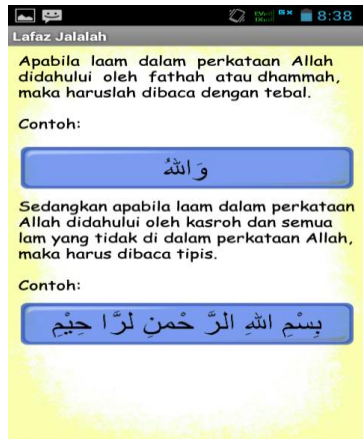 8:38
Lafaz Jalalah
Apabila laam dalam perkataan Allah
didahului oleh fathah atau dhammah,
maka haruslah dibaca dengan tebal.
Contoh:
وَ اللهُ
Sedangkan apabila laam dalam perkataan
Allah didahului oleh kasroh dan semua
lam yang tidak di dalam perkataan Allah,
maka harus dibaca tipis.
Contoh:
بِسْمِ اللهِ الرَّ حْمنِ لرَّا حِيْمِ